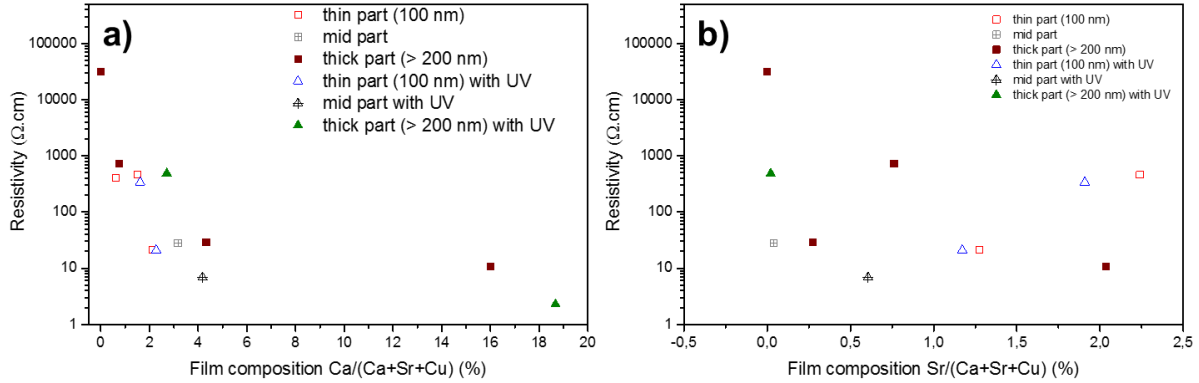 a)
thin part (100 nm)
mid part
thick part (> 200 nm)
thin part (100 nm) with UV
mid part with UV
thick part (> 200 nm) with UV
100000
10000
1000
100
10
1
Resistivity (Ω.cm)
0 2 4 6 8 10 12 14 16 18 20
Film composition Ca/(Ca+Sr+Cu) (%)
b)
thin part (100 nm)
mid part
thick part (> 200 nm)
thin part (100 nm) with UV
mid part with UV
thick part (> 200 nm) with UV
100000
10000
1000
100
10
1
Resistivity (Ω.cm)
-0,5 0,0 0,5 1,0 1,5 2,0 2,5
Film composition Sr/(Ca+Sr+Cu) (%)